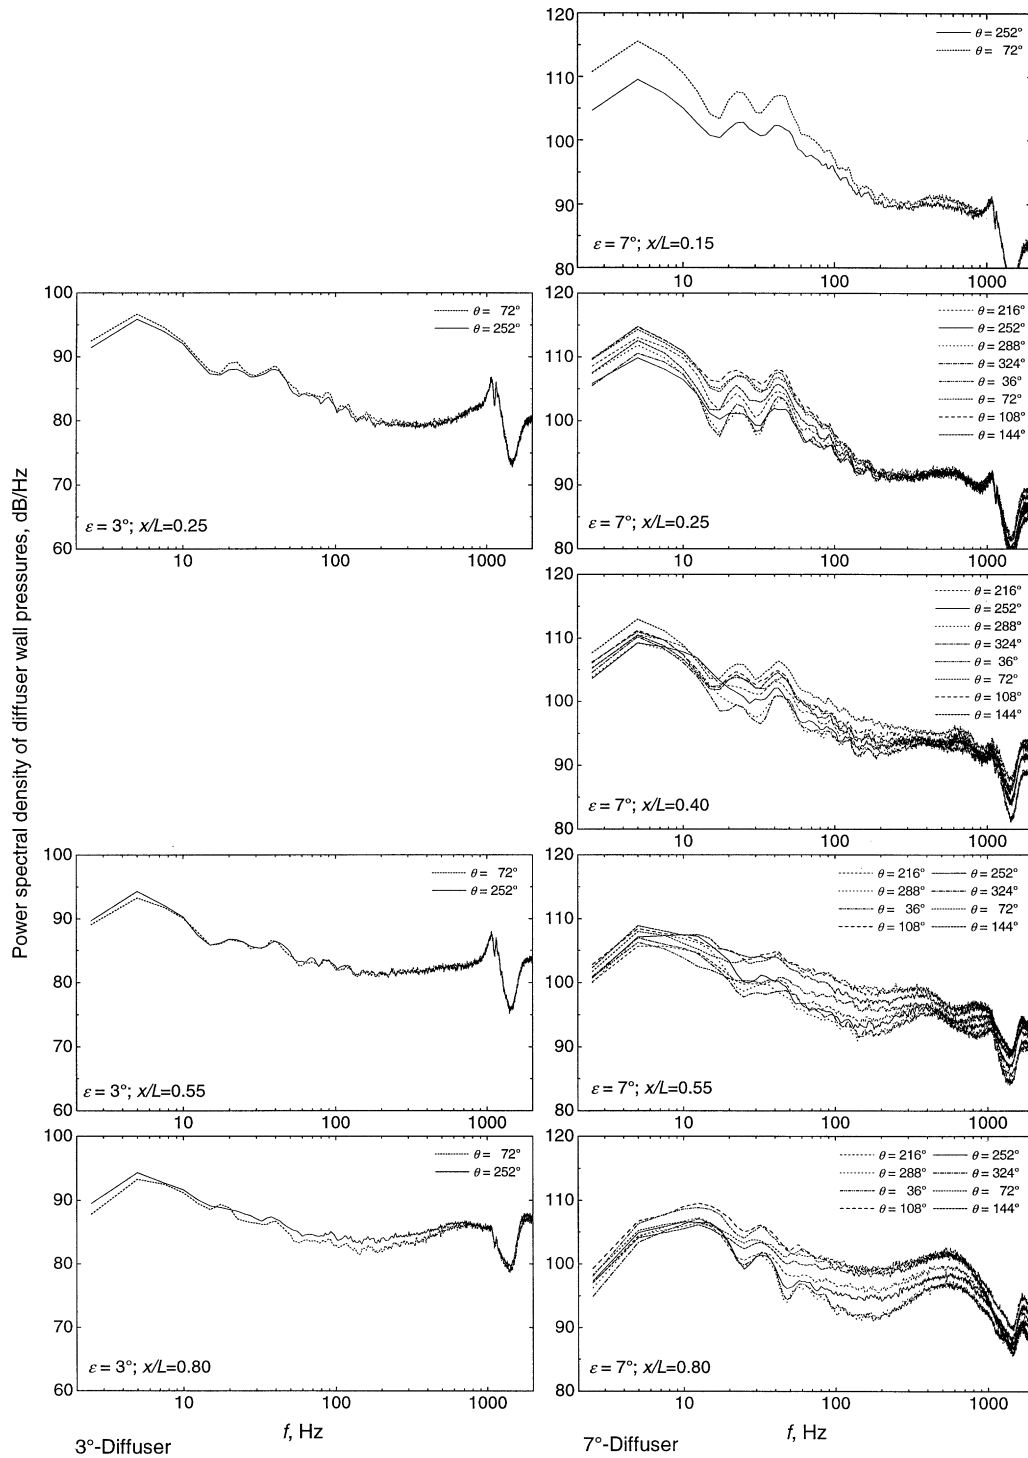 Power spectral density of diffuser wall pressures, dB/Hz
120
110
100
90
80
10
100
1000
θ = 252°
θ = 72°
ε = 7°; x/L=0.15
100
90
80
70
60
10
100
1000
θ = 72°
θ = 252°
ε = 3°; x/L=0.25
120
110
100
90
80
10
100
1000
θ = 216°
θ = 252°
θ = 288°
θ = 324°
θ = 36°
θ = 72°
θ = 108°
θ = 144°
ε = 7°; x/L=0.25
120
110
100
90
80
10
100
1000
θ = 216°
θ = 252°
θ = 288°
θ = 324°
θ = 36°
θ = 72°
θ = 108°
θ = 144°
ε = 7°; x/L=0.40
100
90
80
70
60
10
100
1000
θ = 72°
θ = 252°
ε = 3°; x/L=0.55
120
110
100
90
80
10
100
1000
θ = 216° θ = 252°
θ = 288° θ = 324°
θ = 36° θ = 72°
θ = 108° θ = 144°
ε = 7°; x/L=0.55
100
90
80
70
60
10
100
1000
θ = 72°
θ = 252°
ε = 3°; x/L=0.80
120
110
100
90
80
10
100
1000
θ = 216° θ = 252°
θ = 288° θ = 324°
θ = 36° θ = 72°
θ = 108° θ = 144°
ε = 7°; x/L=0.80
f, Hz
f, Hz
3°-Diffuser
7°-Diffuser